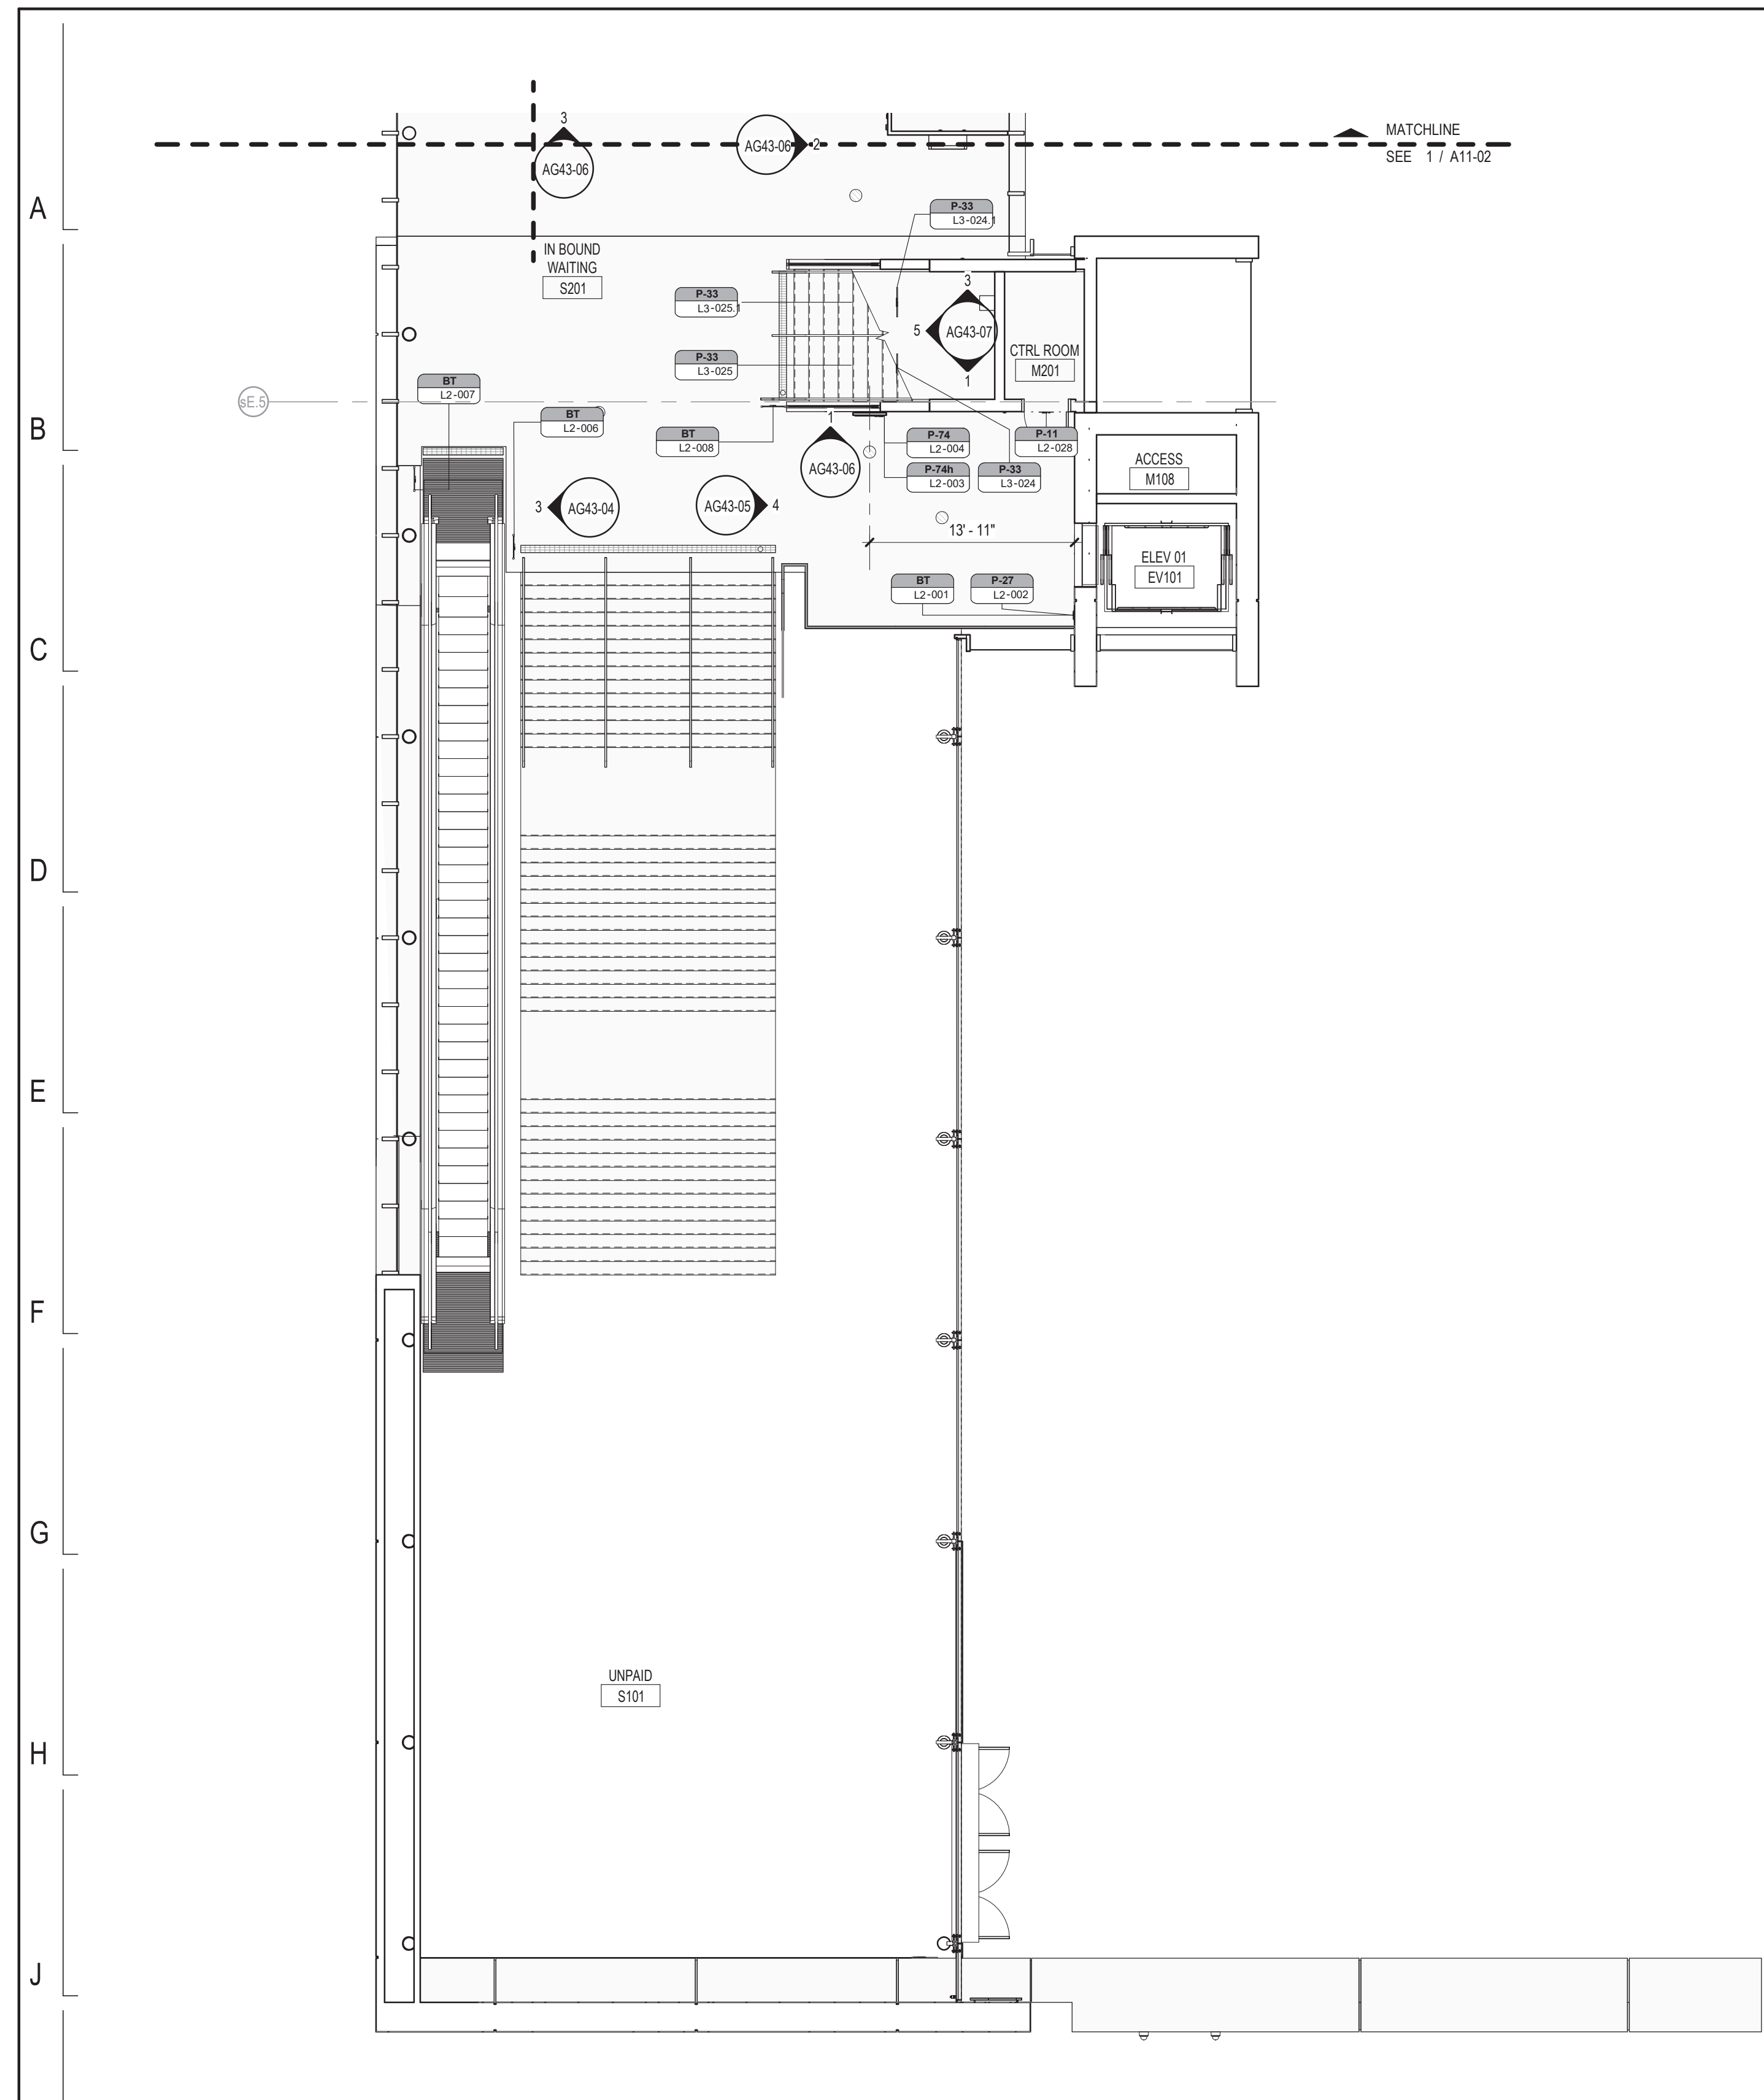 3
AG43-06
AG43-06
2
MATCHLINE
SEE 1 / A11-02
A
P-33
L3-024.1
IN BOUND
WAITING
S201
P-33
L3-025.1
3
5
AG43-07
1
CTRL ROOM
M201
P-33
L3-025
BT
L2-007
sE.5
BT
L2-006
B
BT
L2-008
1
AG43-06
P-74
L2-004
P-11
L2-028
P-74h
L2-003
P-33
L3-024
ACCESS
M108
3
AG43-04
AG43-05
4
13' - 11"
ELEV 01
EV101
BT
L2-001
P-27
L2-002
C
D
E
F
G
UNPAID
S101
H
J